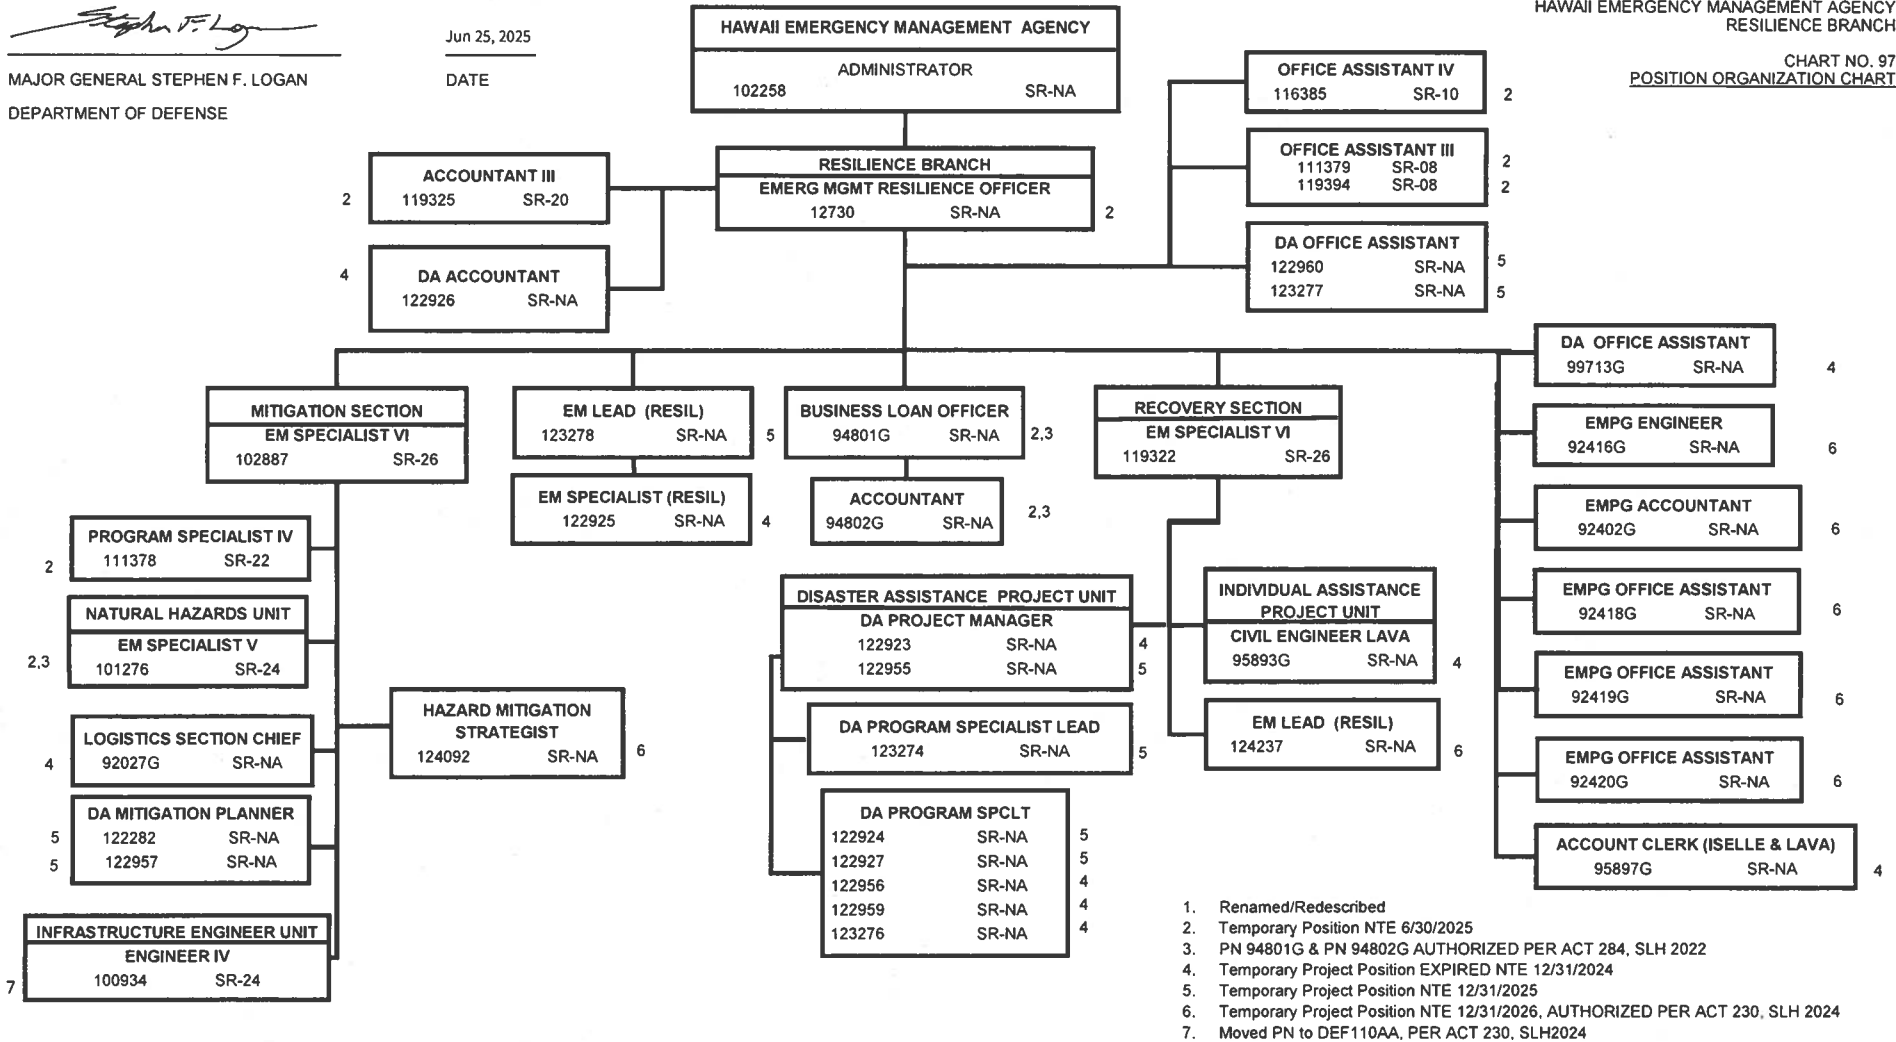 Stephen F. Logan
Jun 25, 2025
MAJOR GENERAL STEPHEN F. LOGAN
DATE
DEPARTMENT OF DEFENSE
HAWAII EMERGENCY MANAGEMENT AGENCY
RESILIENCE BRANCH
CHART NO. 97
POSITION ORGANIZATION CHART
HAWAII EMERGENCY MANAGEMENT AGENCY
ADMINISTRATOR
102258 SR-NA
OFFICE ASSISTANT IV
116385 SR-10 2
OFFICE ASSISTANT III
111379 SR-08 2
119394 SR-08 2
DA OFFICE ASSISTANT
122960 SR-NA 5
123277 SR-NA 5
RESILIENCE BRANCH
EMERG MGMT RESILIENCE OFFICER
12730 SR-NA 2
ACCOUNTANT III
2 119325 SR-20
4 DA ACCOUNTANT
122926 SR-NA
MITIGATION SECTION
EM SPECIALIST VI
102887 SR-26
EM LEAD (RESIL)
123278 SR-NA 5
EM SPECIALIST (RESIL)
122925 SR-NA 4
BUSINESS LOAN OFFICER
94801G SR-NA 2,3
ACCOUNTANT
94802G SR-NA 2,3
RECOVERY SECTION
EM SPECIALIST VI
119322 SR-26
DA OFFICE ASSISTANT
99713G SR-NA 4
EMPG ENGINEER
92416G SR-NA 6
EMPG ACCOUNTANT
92402G SR-NA 6
EMPG OFFICE ASSISTANT
92418G SR-NA 6
EMPG OFFICE ASSISTANT
92419G SR-NA 6
EMPG OFFICE ASSISTANT
92420G SR-NA 6
ACCOUNT CLERK (ISELLE & LAVA)
95897G SR-NA 4
PROGRAM SPECIALIST IV
2 111378 SR-22
NATURAL HAZARDS UNIT
EM SPECIALIST V
2,3 101276 SR-24
LOGISTICS SECTION CHIEF
4 92027G SR-NA
DA MITIGATION PLANNER
5 122282 SR-NA
5 122957 SR-NA
INFRASTRUCTURE ENGINEER UNIT
ENGINEER IV
7 100934 SR-24
HAZARD MITIGATION
STRATEGIST
124092 SR-NA 6
DISASTER ASSISTANCE PROJECT UNIT
DA PROJECT MANAGER
122923 SR-NA 4
122955 SR-NA 5
DA PROGRAM SPECIALIST LEAD
123274 SR-NA 5
DA PROGRAM SPCLT
122924 SR-NA 5
122927 SR-NA 5
122956 SR-NA 4
122959 SR-NA 4
123276 SR-NA 4
INDIVIDUAL ASSISTANCE
PROJECT UNIT
CIVIL ENGINEER LAVA
95893G SR-NA 4
EM LEAD (RESIL)
124237 SR-NA 6
1. Renamed/Redescribed
2. Temporary Position NTE 6/30/2025
3. PN 94801G & PN 94802G AUTHORIZED PER ACT 284, SLH 2022
4. Temporary Project Position EXPIRED NTE 12/31/2024
5. Temporary Project Position NTE 12/31/2025
6. Temporary Project Position NTE 12/31/2026, AUTHORIZED PER ACT 230, SLH 2024
7. Moved PN to DEF110AA, PER ACT 230, SLH2024